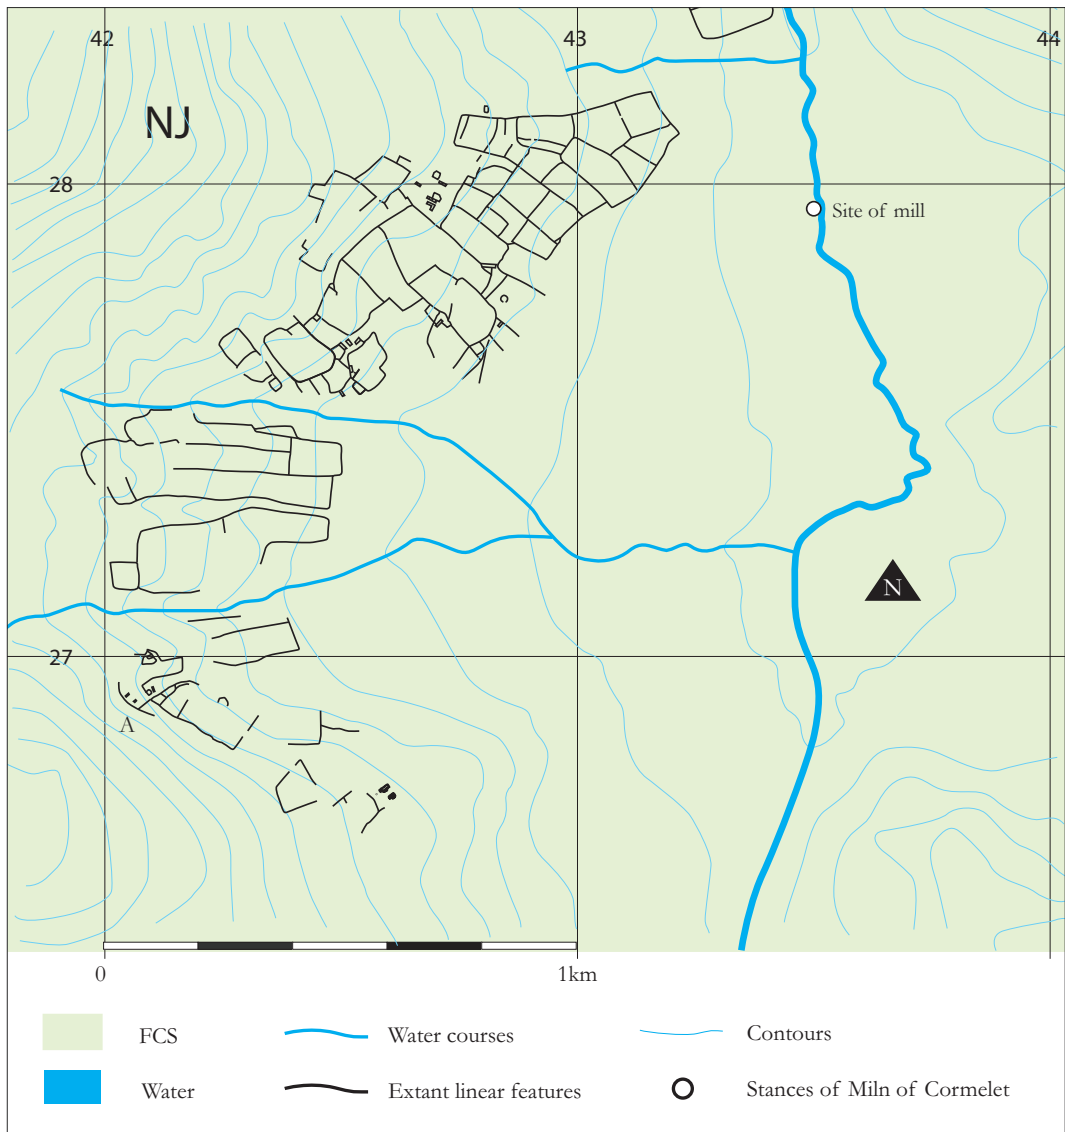 42 43 44
NJ
28
Site of mill
N
27
A
0 1km
FCS Water courses Contours
Water Extant linear features Stances of Miln of Cormelet